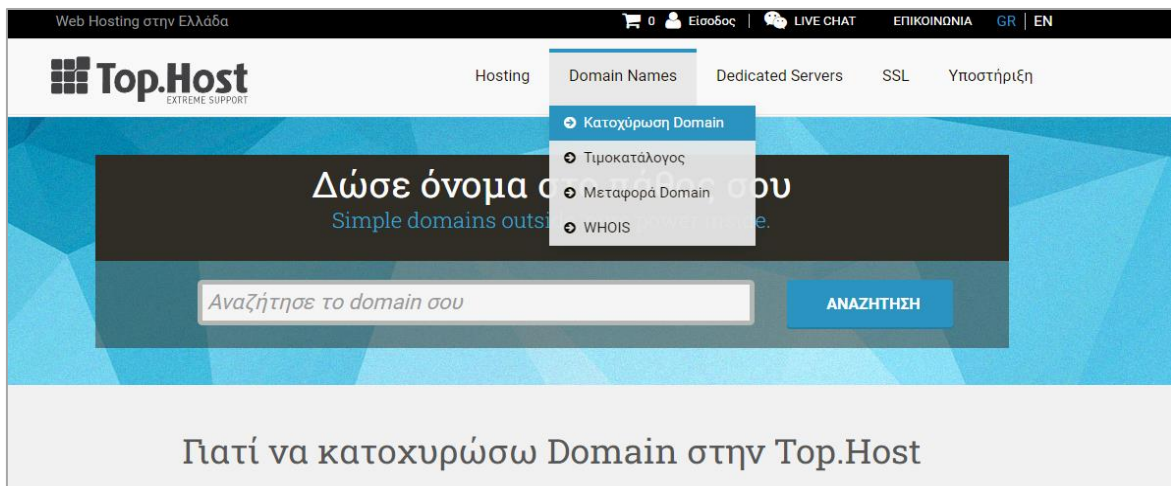 Web Hosting στην Ελλάδα 0 Είσοδος | LIVE CHAT ΕΠΙΚΟΙΝΩΝΙΑ GR | EN
Top.Host
EXTREME SUPPORT
Hosting Domain Names Dedicated Servers SSL Υποστήριξη
Κατοχύρωση Domain
Τιμοκατάλογος
Μεταφορά Domain
WHOIS
Δώσε όνομα στο πάθος σου
Simple domains outsi
Αναζήτησε το domain σου ΑΝΑΖΗΤΗΣΗ
Γιατί να κατοχυρώσω Domain στην Top.Host